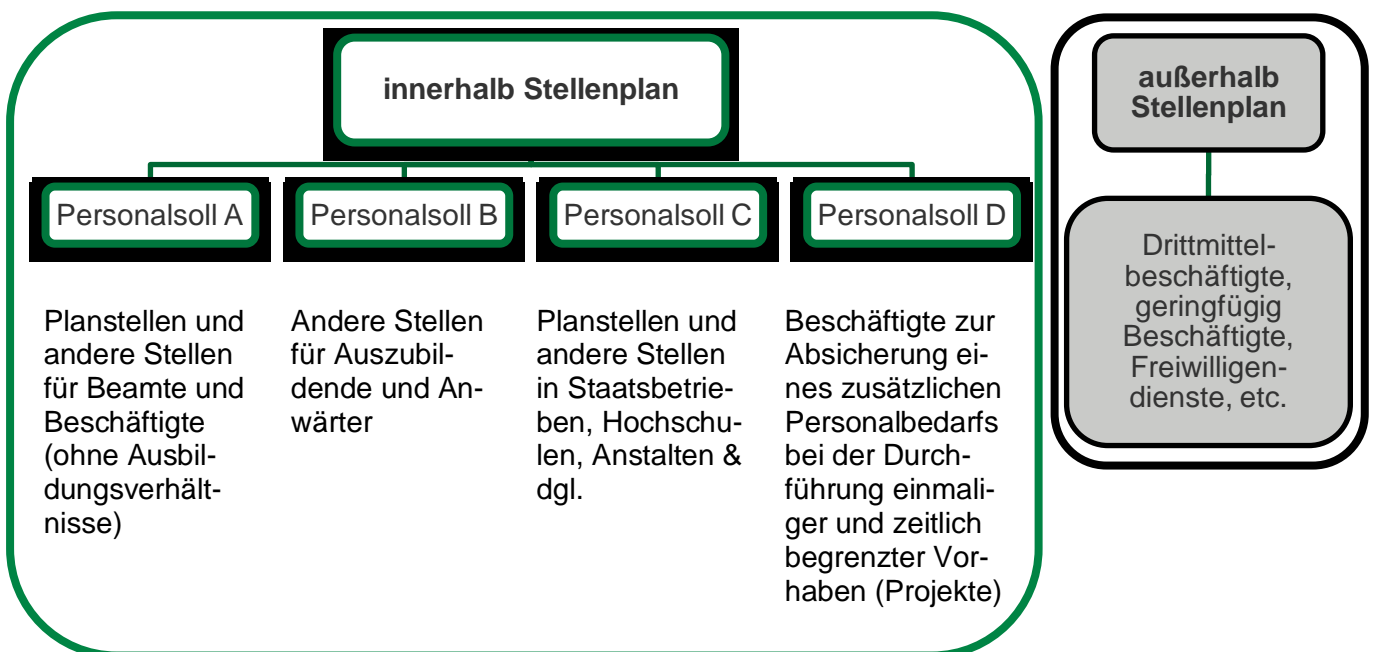 innerhalb Stellenplan
Personalsoll A
Personalsoll B
Personalsoll C
Personalsoll D
Planstellen und
andere Stellen
für Beamte und
Beschäftigte
(ohne Ausbil-
dungsverhält-
nisse)
Andere Stellen
für Auszubil-
dende und An-
wärter
Planstellen und
andere Stellen
in Staatsbetrie-
ben, Hochschu-
len, Anstalten &
dgl.
Beschäftigte zur
Absicherung ei-
nes zusätzlichen
Personalbedarfs
bei der Durch-
führung einmali-
ger und zeitlich
begrenzter Vor-
haben (Projekte)
außerhalb
Stellenplan
Drittmittel-
beschäftigte,
geringfügig
Beschäftigte,
Freiwilligen-
dienste, etc.